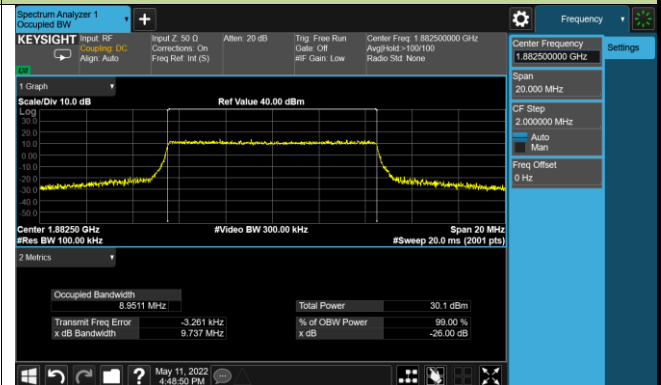 Spectrum Analyzer 1
Occupied BW
+
Frequency
KEYSIGHT
Input: RF
Coupling: DC
Align: Auto
Input Z: 50 Ω
Corrections: On
Freq Ref: Int (S)
Atten: 20 dB
Trig: Free Run
Gate: Off
#IF Gain: Low
Center Freq: 1.882500000 GHz
Avg|Hold:>100/100
Radio Std: None
Center Frequency
1.882500000 GHz
Settings
Span
20.000 MHz
CF Step
2.000000 MHz
Auto
Man
Freq Offset
0 Hz
1 Graph
Scale/Div 10.0 dB
Ref Value 40.00 dBm
Log
30.0
20.0
10.0
0.00
-10.0
-20.0
-30.0
-40.0
-50.0
Center 1.88250 GHz
#Video BW 300.00 kHz
Span 20 MHz
#Res BW 100.00 kHz
#Sweep 20.0 ms (2001 pts)
2 Metrics
Occupied Bandwidth
8.9511 MHz
Total Power 30.1 dBm
Transmit Freq Error -3.261 kHz
% of OBW Power 99.00 %
x dB Bandwidth 9.737 MHz
x dB -26.00 dB
?
May 11, 2022
4:48:50 PM